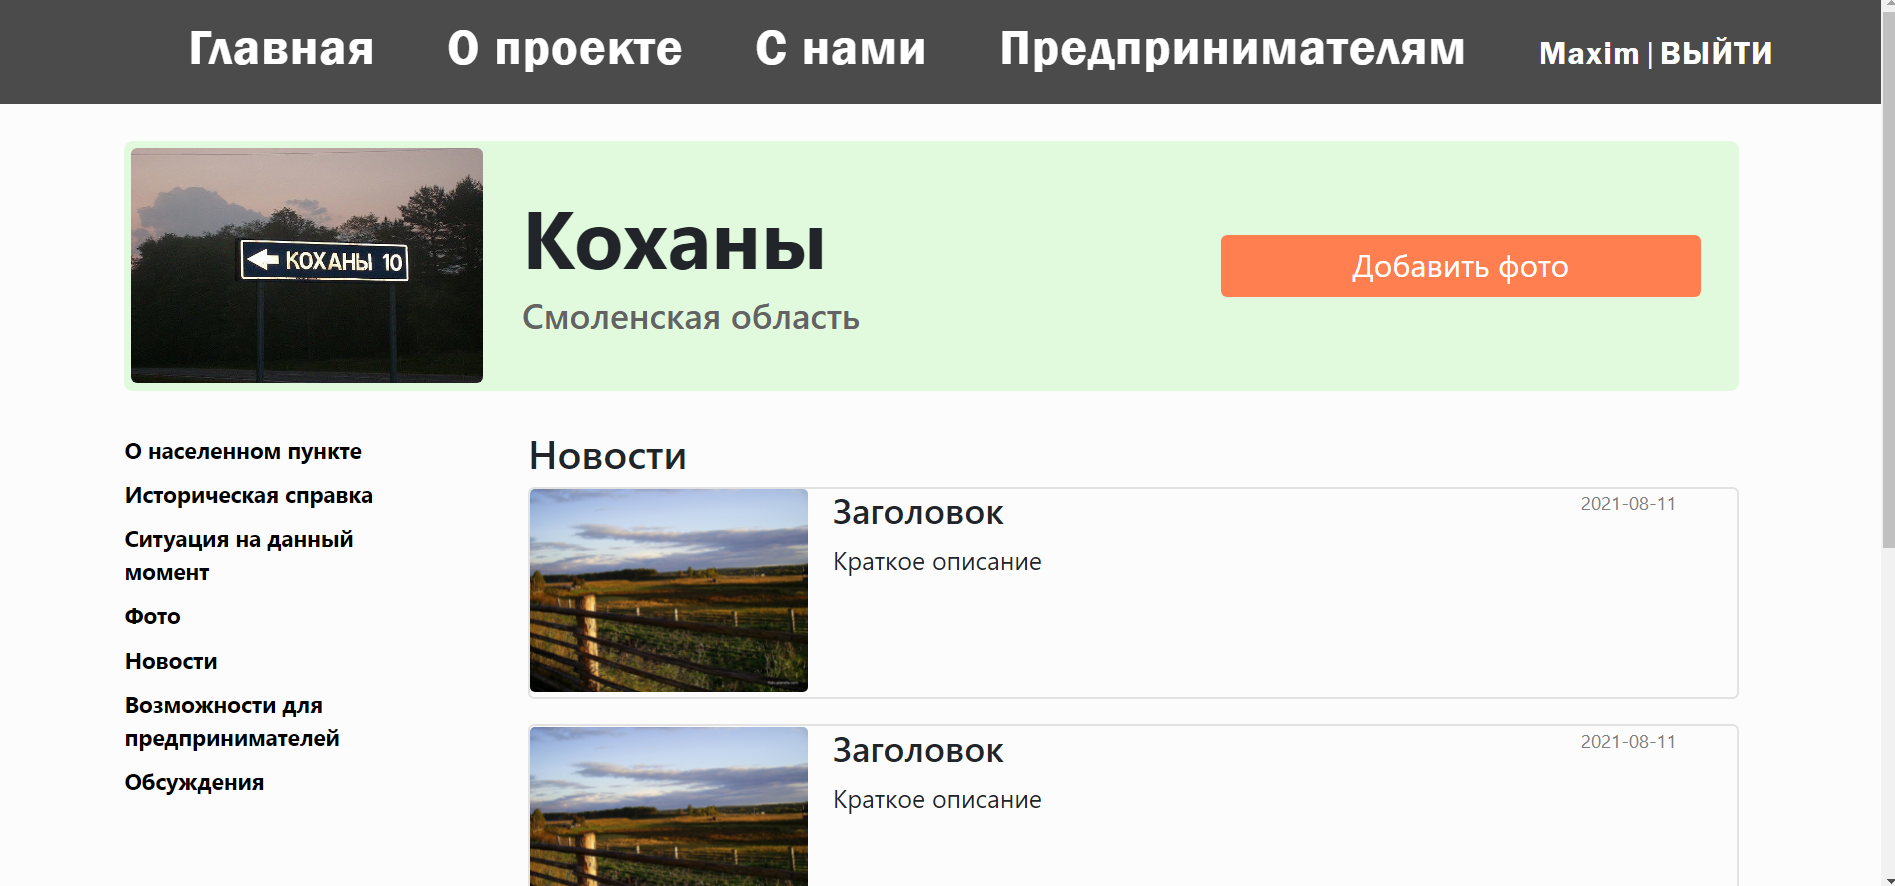 Главная О проекте С нами Предпринимателям Maxim | ВЫЙТИ
КОХАНЫ 10
Коханы
Смоленская область
Добавить фото
О населенном пункте
Историческая справка
Ситуация на данный
момент
Фото
Новости
Возможности для
предпринимателей
Обсуждения
Новости
Заголовок
2021-08-11
Краткое описание
Заголовок
2021-08-11
Краткое описание